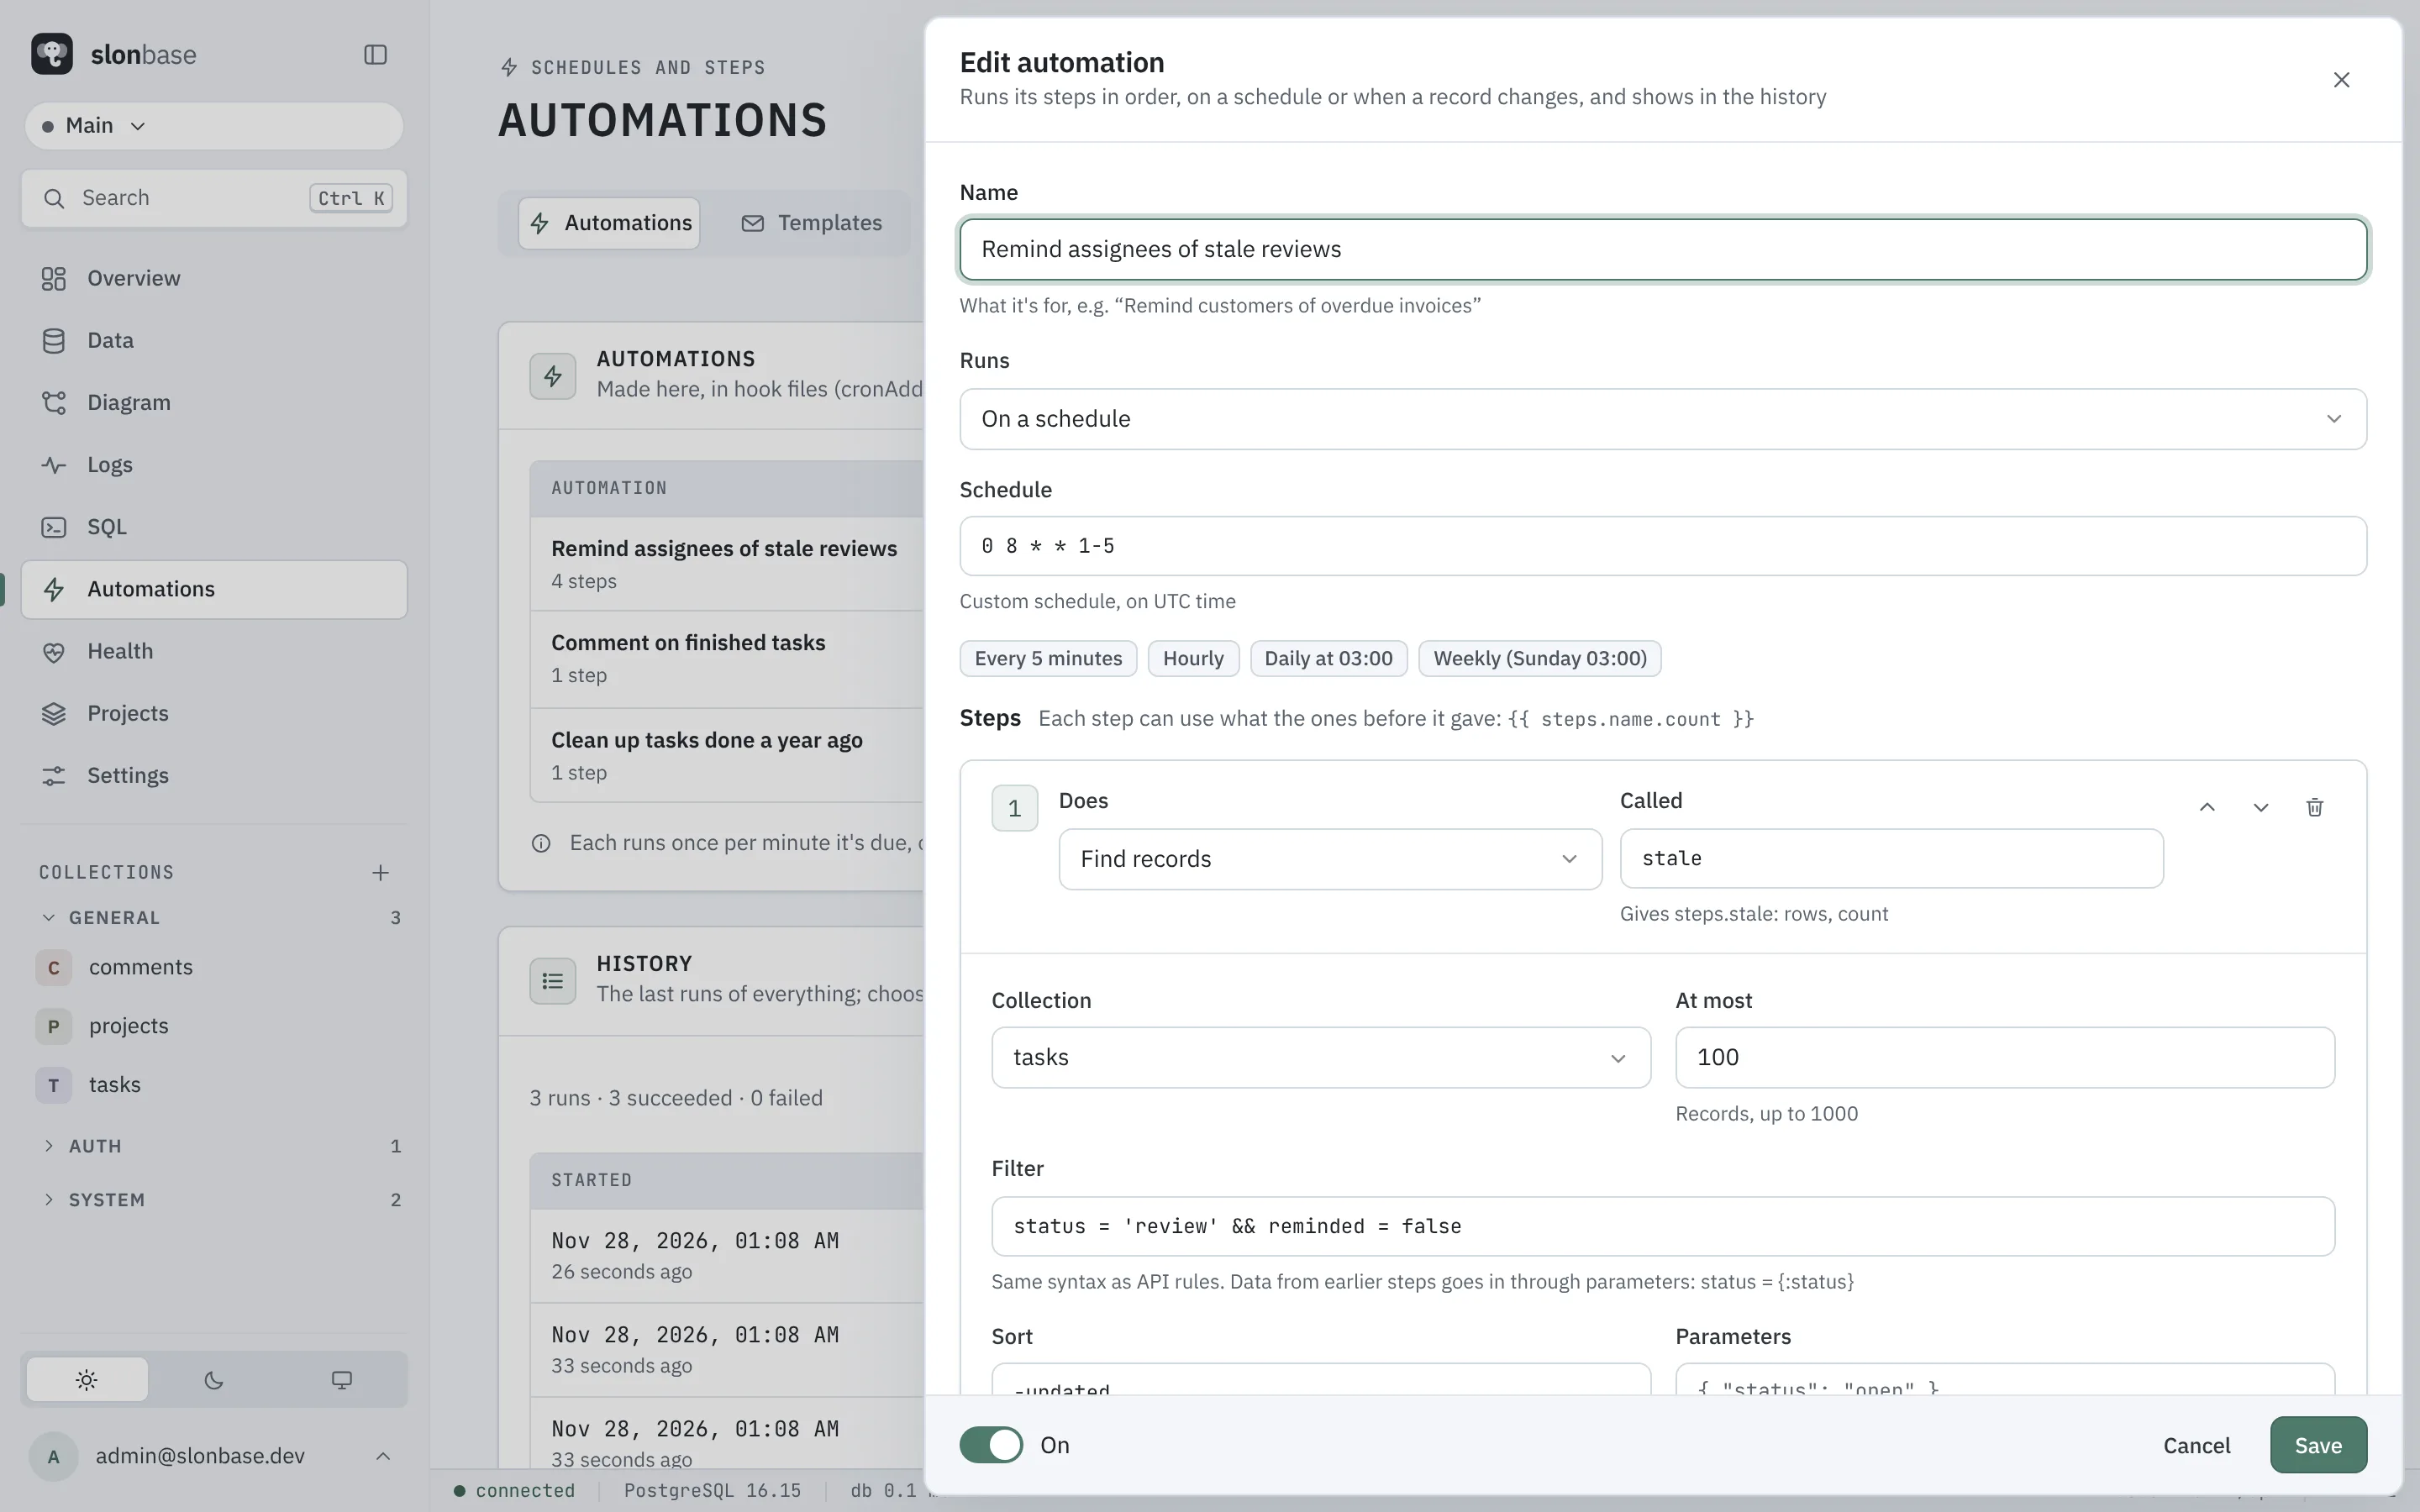 slonbase
Main
Search
Ctrl K
Overview
Data
Diagram
Logs
SQL
Automations
Health
Projects
Settings
COLLECTIONS
GENERAL
3
C
comments
P
projects
T
tasks
AUTH
1
SYSTEM
2
A
admin@slonbase.dev
SCHEDULES AND STEPS
AUTOMATIONS
Automations
Templates
AUTOMATIONS
Made here, in hook files (cronAdd
AUTOMATION
Remind assignees of stale reviews
4 steps
Comment on finished tasks
1 step
Clean up tasks done a year ago
1 step
Each runs once per minute it's due,
HISTORY
The last runs of everything; choos
3 runs · 3 succeeded · 0 failed
STARTED
Nov 28, 2026, 01:08 AM
26 seconds ago
Nov 28, 2026, 01:08 AM
33 seconds ago
Nov 28, 2026, 01:08 AM
33 seconds ago
connected
PostgreSQL 16.15
db 0.1
Edit automation
Runs its steps in order, on a schedule or when a record changes, and shows in the history
Name
Remind assignees of stale reviews
What it's for, e.g. “Remind customers of overdue invoices”
Runs
On a schedule
Schedule
0 8 * * 1-5
Custom schedule, on UTC time
Every 5 minutes
Hourly
Daily at 03:00
Weekly (Sunday 03:00)
Steps Each step can use what the ones before it gave: {{ steps.name.count }}
1
Does
Find records
Called
stale
Gives steps.stale: rows, count
Collection
tasks
At most
100
Records, up to 1000
Filter
status = 'review' && reminded = false
Same syntax as API rules. Data from earlier steps goes in through parameters: status = {:status}
Sort
-updated
Parameters
{ "status": "open" }
On
Cancel
Save